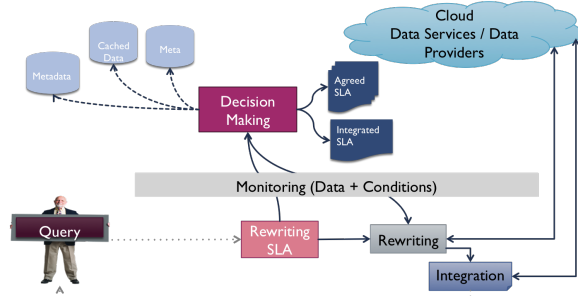 Cloud
Data Services / Data
Providers
Cached
Data
Meta
Metadata
Agreed
SLA
Decision
Making
Integrated
SLA
Monitoring (Data + Conditions)
Query
Rewriting
SLA
Rewriting
Integration